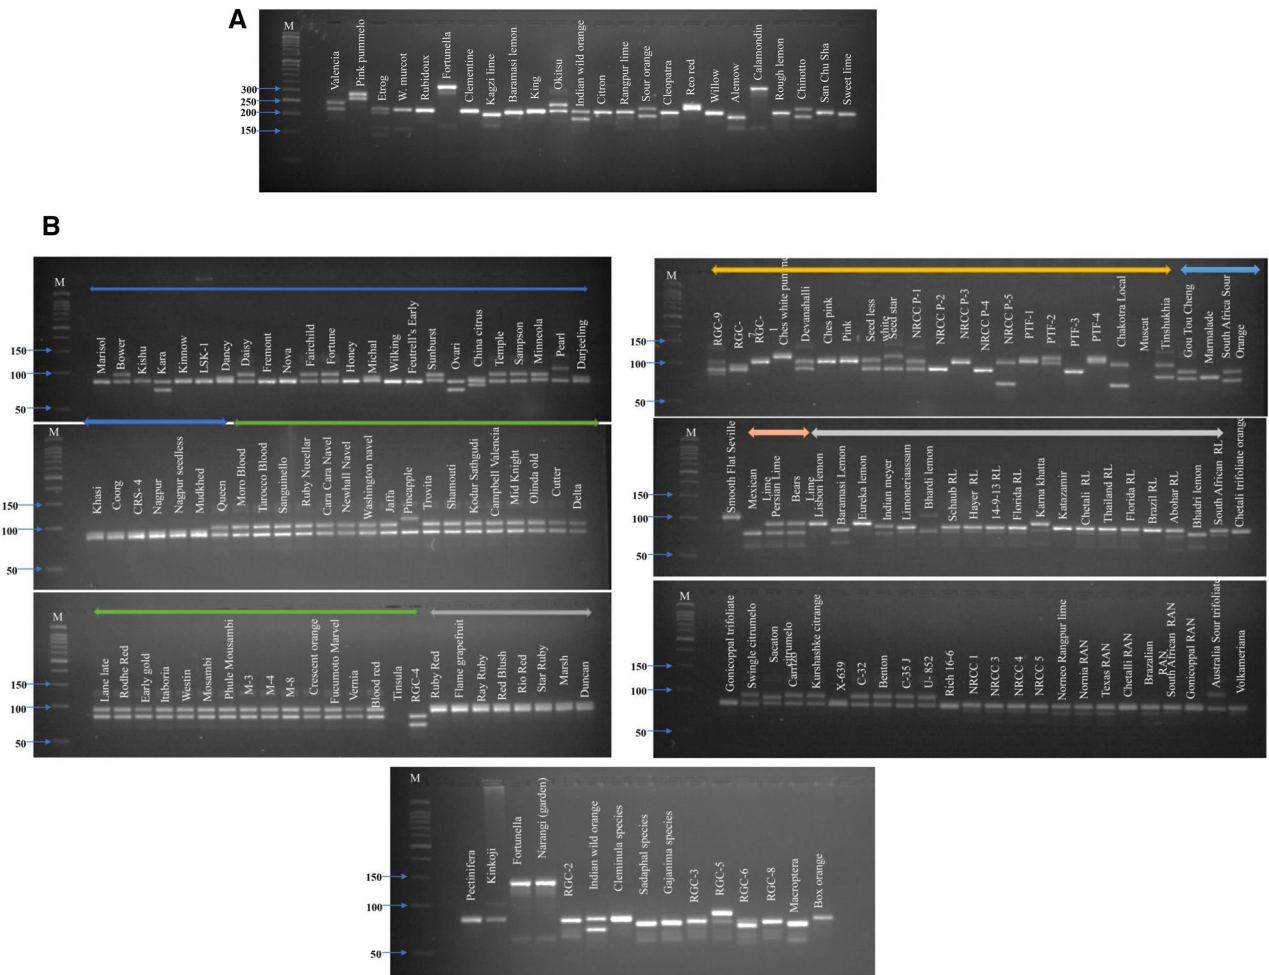 A
M
Valencia
Pink pummelo
Etrog
W. murcot
Rubidoux
Fortunella
Clementine
Kagzi lime
Baramasi lemon
King
Okitsu
Indian wild orange
Citron
Rangpur lime
Sour orange
Cleopatra
Reo red
Willow
Alemow
Calamondin
Rough lemon
Chinotto
San Chu Sha
Sweet lime
300
250
200
150
B
M
Marisol
Bower
Kishu
Kara
Kinnow
LSK-1
Dancy
Daisy
Fremont
Nova
Fairchild
Fortune
Honey
Michal
Wilking
Feutrell's Early
Sunburst
Ovari
China citrus
Temple
Sampson
Minneola
Pearl
Darjeeling
150
100
50
M
Khasi
Coorg
CRS- 4
Nagpur
Nagpur seedless
Mudkhed
Queen
Moro Blood
Tarocco Blood
Sanguinello
Ruby Nucellar
Cara Cara Navel
Newhall Navel
Washington navel
Jaffa
Pineapple
Trovita
Shamouti
Kodur Sathgudi
Campbell Valencia
Mid Knight
Olinda old
Cutter
Delta
150
100
50
M
Lane late
Rodhe Red
Early gold
Itaboria
Westin
Mosambi
Phule Mousambi
M-3
M-4
M-8
Crescent orange
Fucumoto Marvel
Vernia
Blood red
Tinsula
RGC-4
Ruby Red
Flame grapefruit
Ray Ruby
Red Blush
Rio Red
Star Ruby
Marsh
Duncan
150
100
50
M
RGC-9
RGC-
7
RGC-
1
Ches white
Devanahalli
Ches pink
Pink
Seed less
white
Seed star
NRCC P-1
NRCC P-2
NRCC P-3
NRCC P-4
NRCC P-5
PTF-1
PTF-2
PTF-3
PTF-4
Chakotra Local
Muscat
Tinshukhia
Gou Tou Cheng
Marmalade
South Africa Sour
Orange
150
100
50
M
Smooth Flat Seville
Mexican
Lime
Persian Lime
Bears
Lime
Lisbon lemon
Baramasi Lemon
Eureka lemon
Indian meyer
Limoneriaassam
Bhardi lemon
Schaub RL
Hayer RL
14-9-13 RL
Florida RL
Karna khatta
Katazamir
Chetali RL
Thailand RL
Florida RL
Brazil RL
Abohar RL
Bhadri lemon
South African RL
Chetali trifoliate orange
150
100
50
M
Gonicoppal trifoliate
Swingle citrumelo
Sacaton
citrumelo
Carrizo
Kurshashke citrange
X-639
C-32
Benton
C-35 J
U- 852
Rich 16-6
NRCC 1
NRCC 3
NRCC 4
NRCC 5
Norneo Rangpur lime
Nornia RAN
Texas RAN
Chetalli RAN
Brazilian
RAN
South African RAN
Gonicoppal RAN
Australia Sour trifoliate
Volkameriana
150
100
50
M
Pectinifera
Kinkoji
Fortunella
Narangi (garden)
RGC-2
Indian wild orange
Cleminula species
Sadaphal species
Gajanima species
RGC-3
RGC-5
RGC-6
RGC-8
Macroptera
Box orange
150
100
50